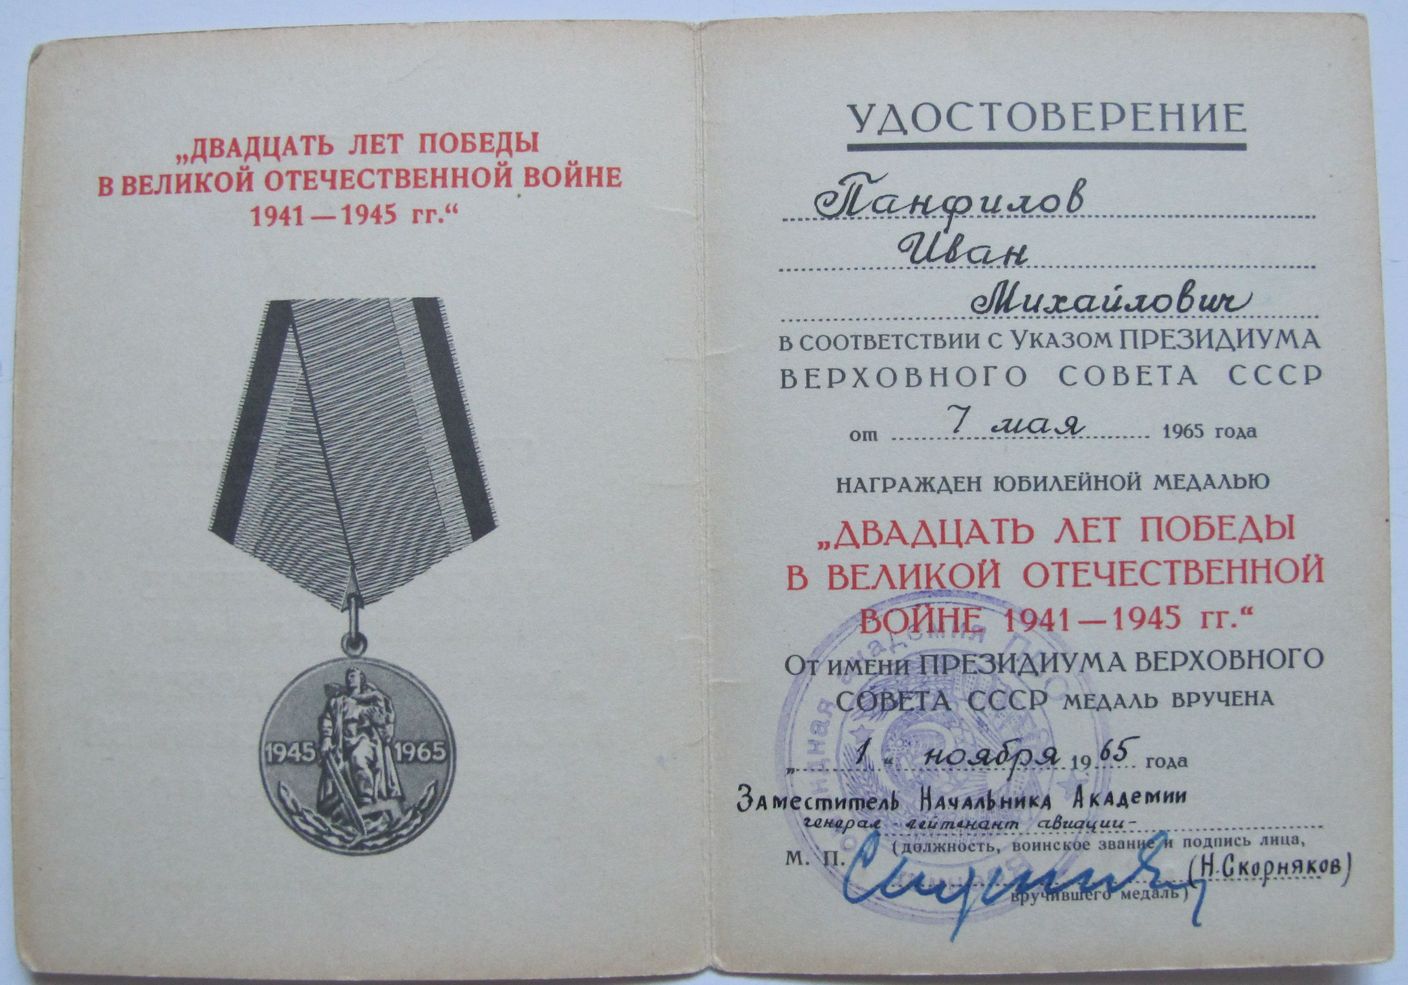 „ДВАДЦАТЬ ЛЕТ ПОБЕДЫ
В ВЕЛИКОЙ ОТЕЧЕСТВЕННОЙ ВОЙНЕ
1941 — 1945 гг.“
1945 1965
УДОСТОВЕРЕНИЕ
Панфилов
Иван
Михайлович
В СООТВЕТСТВИИ С УКАЗОМ ПРЕЗИДИУМА
ВЕРХОВНОГО СОВЕТА СССР
от 7 мая 1965 года
НАГРАЖДЕН ЮБИЛЕЙНОЙ МЕДАЛЬЮ
„ДВАДЦАТЬ ЛЕТ ПОБЕДЫ
В ВЕЛИКОЙ ОТЕЧЕСТВЕННОЙ
ВОЙНЕ 1941 — 1945 гг.“
ОТ ИМЕНИ ПРЕЗИДИУМА ВЕРХОВНОГО
СОВЕТА СССР МЕДАЛЬ ВРУЧЕНА
„ 1 “ ноября 1965 года
Заместитель Начальника Академии
генерал-лейтенант авиации-
(должность, воинское звание и подпись лица,
М. П.
(Н.Скорняков)
вручившего медаль)
академия ПВО